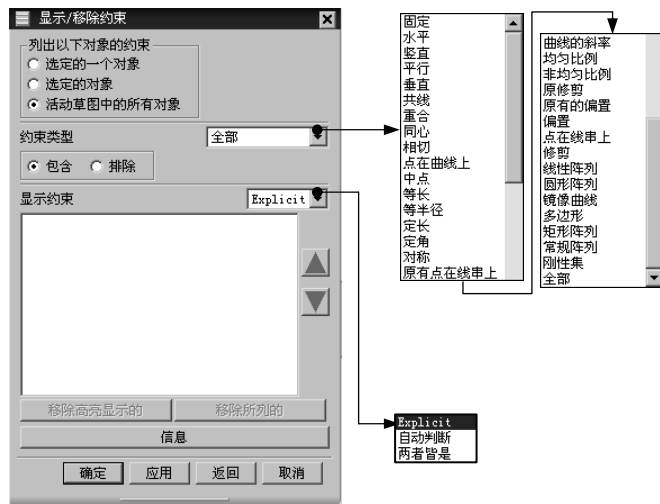 显示/移除约束
列出以下对象的约束
选定的一个对象
选定的对象
活动草图中的所有对象
约束类型
全部
包含
排除
显示约束
Explicit
移除高亮显示的
移除所列的
信息
确定
应用
返回
取消
固定
水平
竖直
平行
垂直
共线
重合
同心
相切
点在曲线上
中点
等长
等半径
定长
定角
对称
原有点在线串上
曲线的斜率
均匀比例
非均匀比例
原修剪
原有的偏置
偏置
点在线串上
修剪
线性阵列
圆形阵列
镜像曲线
多边形
矩形阵列
常规阵列
刚性集
全部
Explicit
自动判断
两者皆是